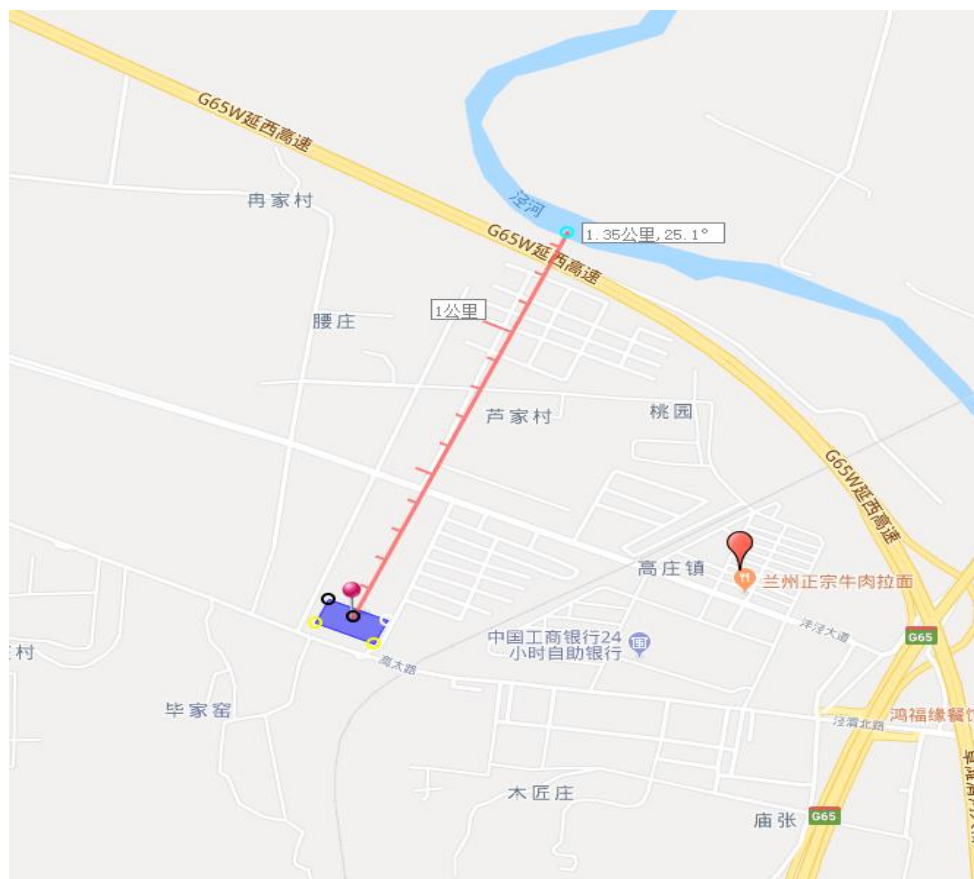 G65W延西高速
冉家村
泾河
1.35公里,25.1°
G65W延西高速
1公里
腰庄
芦家村
桃园
G65W延西高速
高庄镇
兰州正宗牛肉拉面
泮泾大道
G65
中国工商银行24
小时自助银行
国
村
高太路
毕家窑
鸿福缘餐饮
泾渭北路
木匠庄
庙张
G65